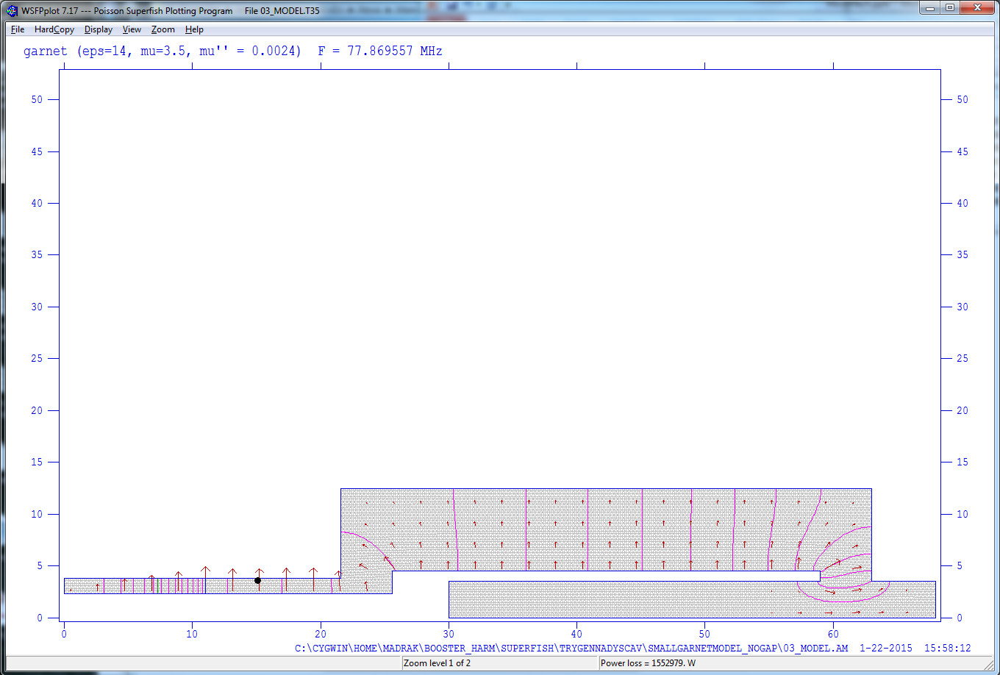 WSFPplot 7.17 --- Poisson Superfish Plotting Program    File 03_MODEL.T35
File HardCopy Display View Zoom Help
garnet (eps=14, mu=3.5, mu'' = 0.0024)  F = 77.869557 MHz
50 50
45 45
40 40
35 35
30 30
25 25
20 20
15 15
10 10
5 5
0 0
0 10 20 30 40 50 60
C:\CYGWIN\HOME\MADRAK\BOOSTER_HARM\SUPERFISH\TRYGENNADYSCAV\SMALLGARNETMODEL_NOGAP\03_MODEL.AM  1-22-2015  15:58:12
Zoom level 1 of 2 Power loss = 1552979. W